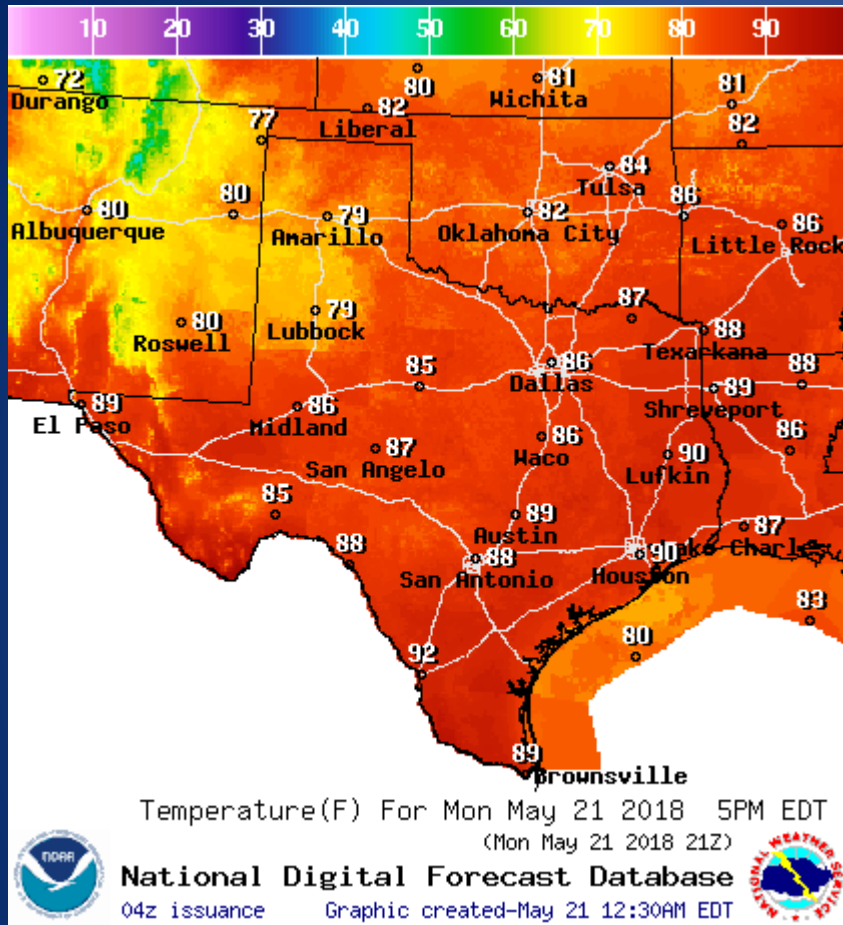 10 20 30 40 50 60 70 80 90
72 80 81
Durango Wichita 81
82
Liberal
77 82
84
Tulsa
80 80 79 82 86 86
Albuquerque Amarillo Oklahoma City Little Rock
80 79 87
Roswell Lubbock 88
Texarkana
85 86 88
Dallas 89
89 86 Shreveport
El Paso Midland
87 86 90 86
San Angelo Waco Lufkin
85 89 87
Austin Lake Charles
88 88 90
San Antonio Houston
83
92 80
89
Brownsville
Temperature(F) For Mon May 21 2018 5PM EDT
(Mon May 21 2018 21Z)
NOAA
National Digital Forecast Database
04z issuance Graphic created-May 21 12:30AM EDT
NATIONAL WEATHER SERVICE